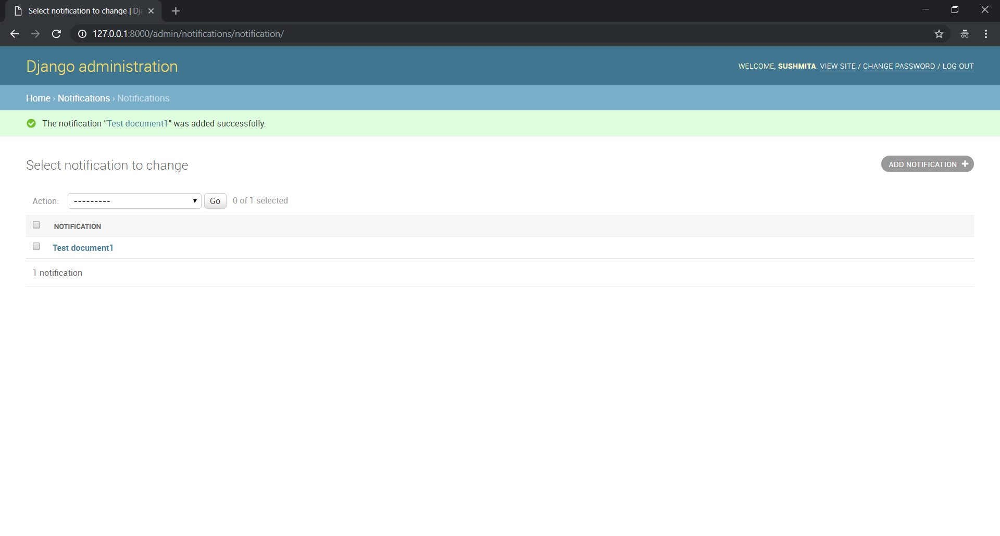 Select notification to change | Dj
127.0.0.1:8000/admin/notifications/notification/
Django administration
WELCOME, SUSHMITA. VIEW SITE / CHANGE PASSWORD / LOG OUT
Home › Notifications › Notifications
The notification "Test document1" was added successfully.
Select notification to change
ADD NOTIFICATION +
Action: --------- Go 0 of 1 selected
NOTIFICATION
Test document1
1 notification